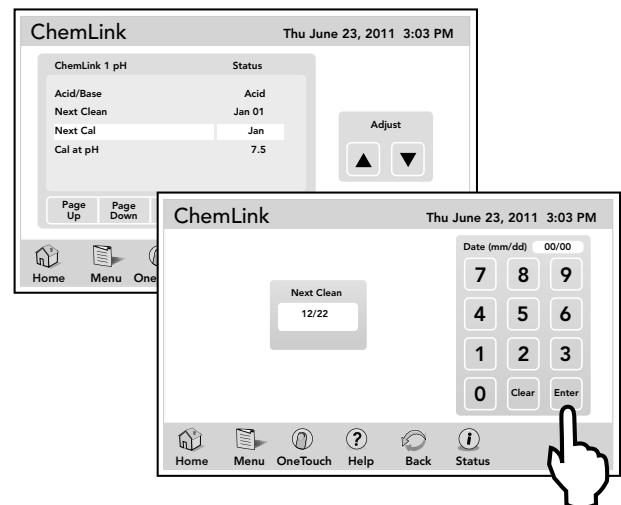 ChemLink Thu June 23, 2011 3:03 PM
ChemLink 1 pH Status
Acid/Base Acid
Next Clean Jan 01
Next Cal Jan
Cal at pH 7.5
Adjust
Page Up Page Down
Home Menu One
ChemLink Thu June 23, 2011 3:03 PM
Next Clean
12/22
Date (mm/dd) 00/00
7 8 9
4 5 6
1 2 3
0 Clear Enter
Home Menu OneTouch ? Help Back i Status